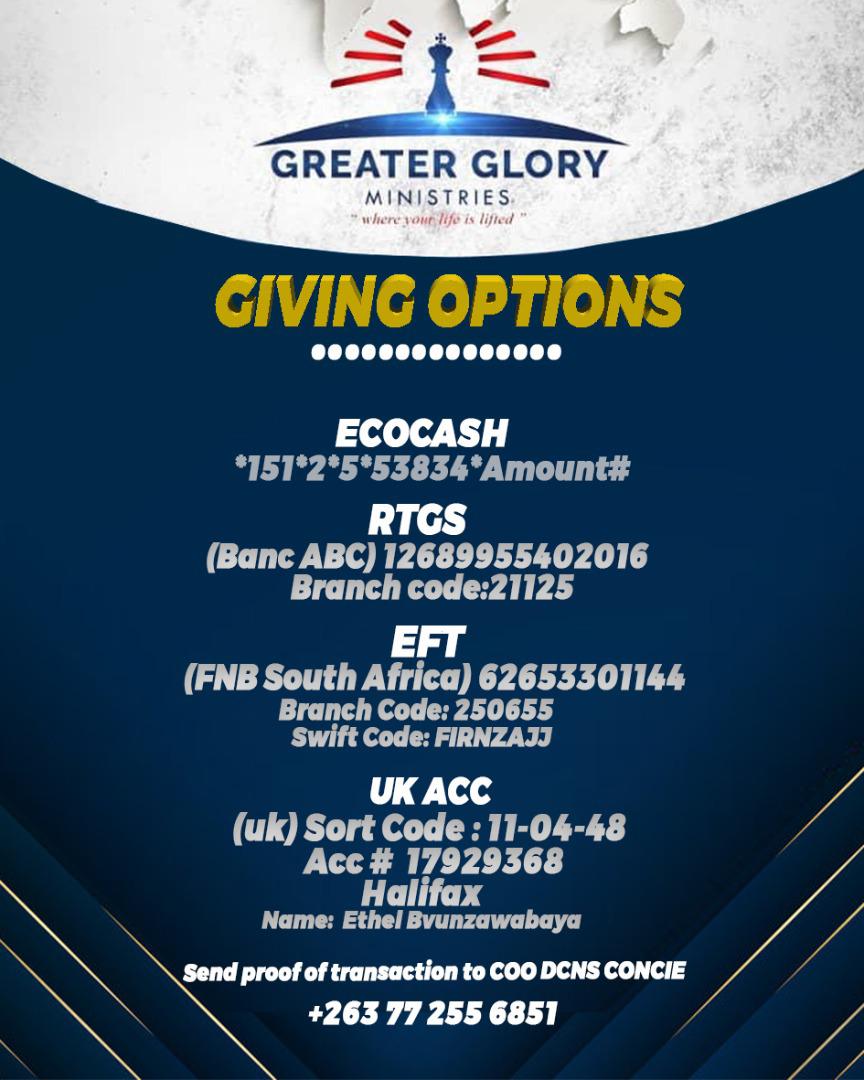 GREATER GLORY
MINISTRIES
" where your life is lifted "
GIVING OPTIONS
ECOCASH
*151*2*5*53834*Amount#
RTGS
(Banc ABC) 12689955402016
Branch code:21125
EFT
(FNB South Africa) 62653301144
Branch Code: 250655
Swift Code: FIRNZAJJ
UK ACC
(uk) Sort Code : 11-04-48
Acc # 17929368
Halifax
Name: Ethel Bvunzawabaya
Send proof of transaction to COO DCNS CONCIE
+263 77 255 6851